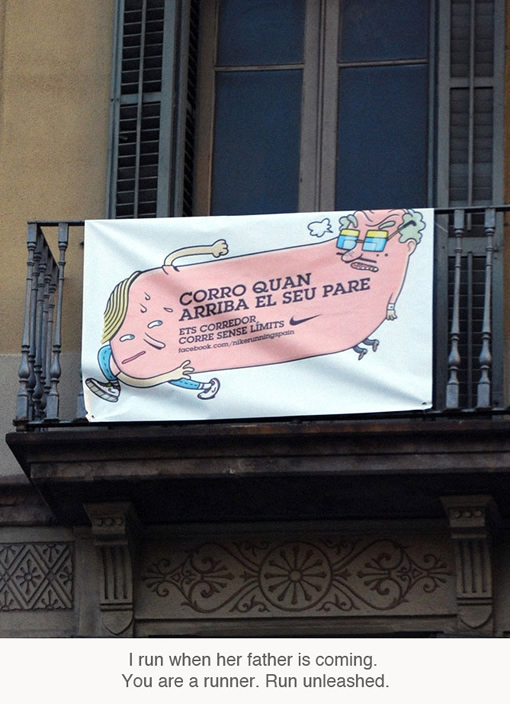 CORRO QUAN
ARRIBA EL SEU PARE
ETS CORREDOR
CORRE SENSE LÍMITS
facebook.com/nikerunningspain
I run when her father is coming.
You are a runner. Run unleashed.